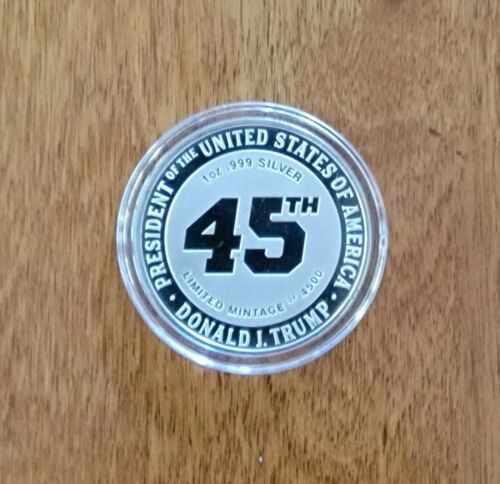 PRESIDENT OF THE UNITED STATES OF AMERICA
1oz .999 SILVER
45TH
LIMITED MINTAGE OF 4500
• DONALD J. TRUMP •